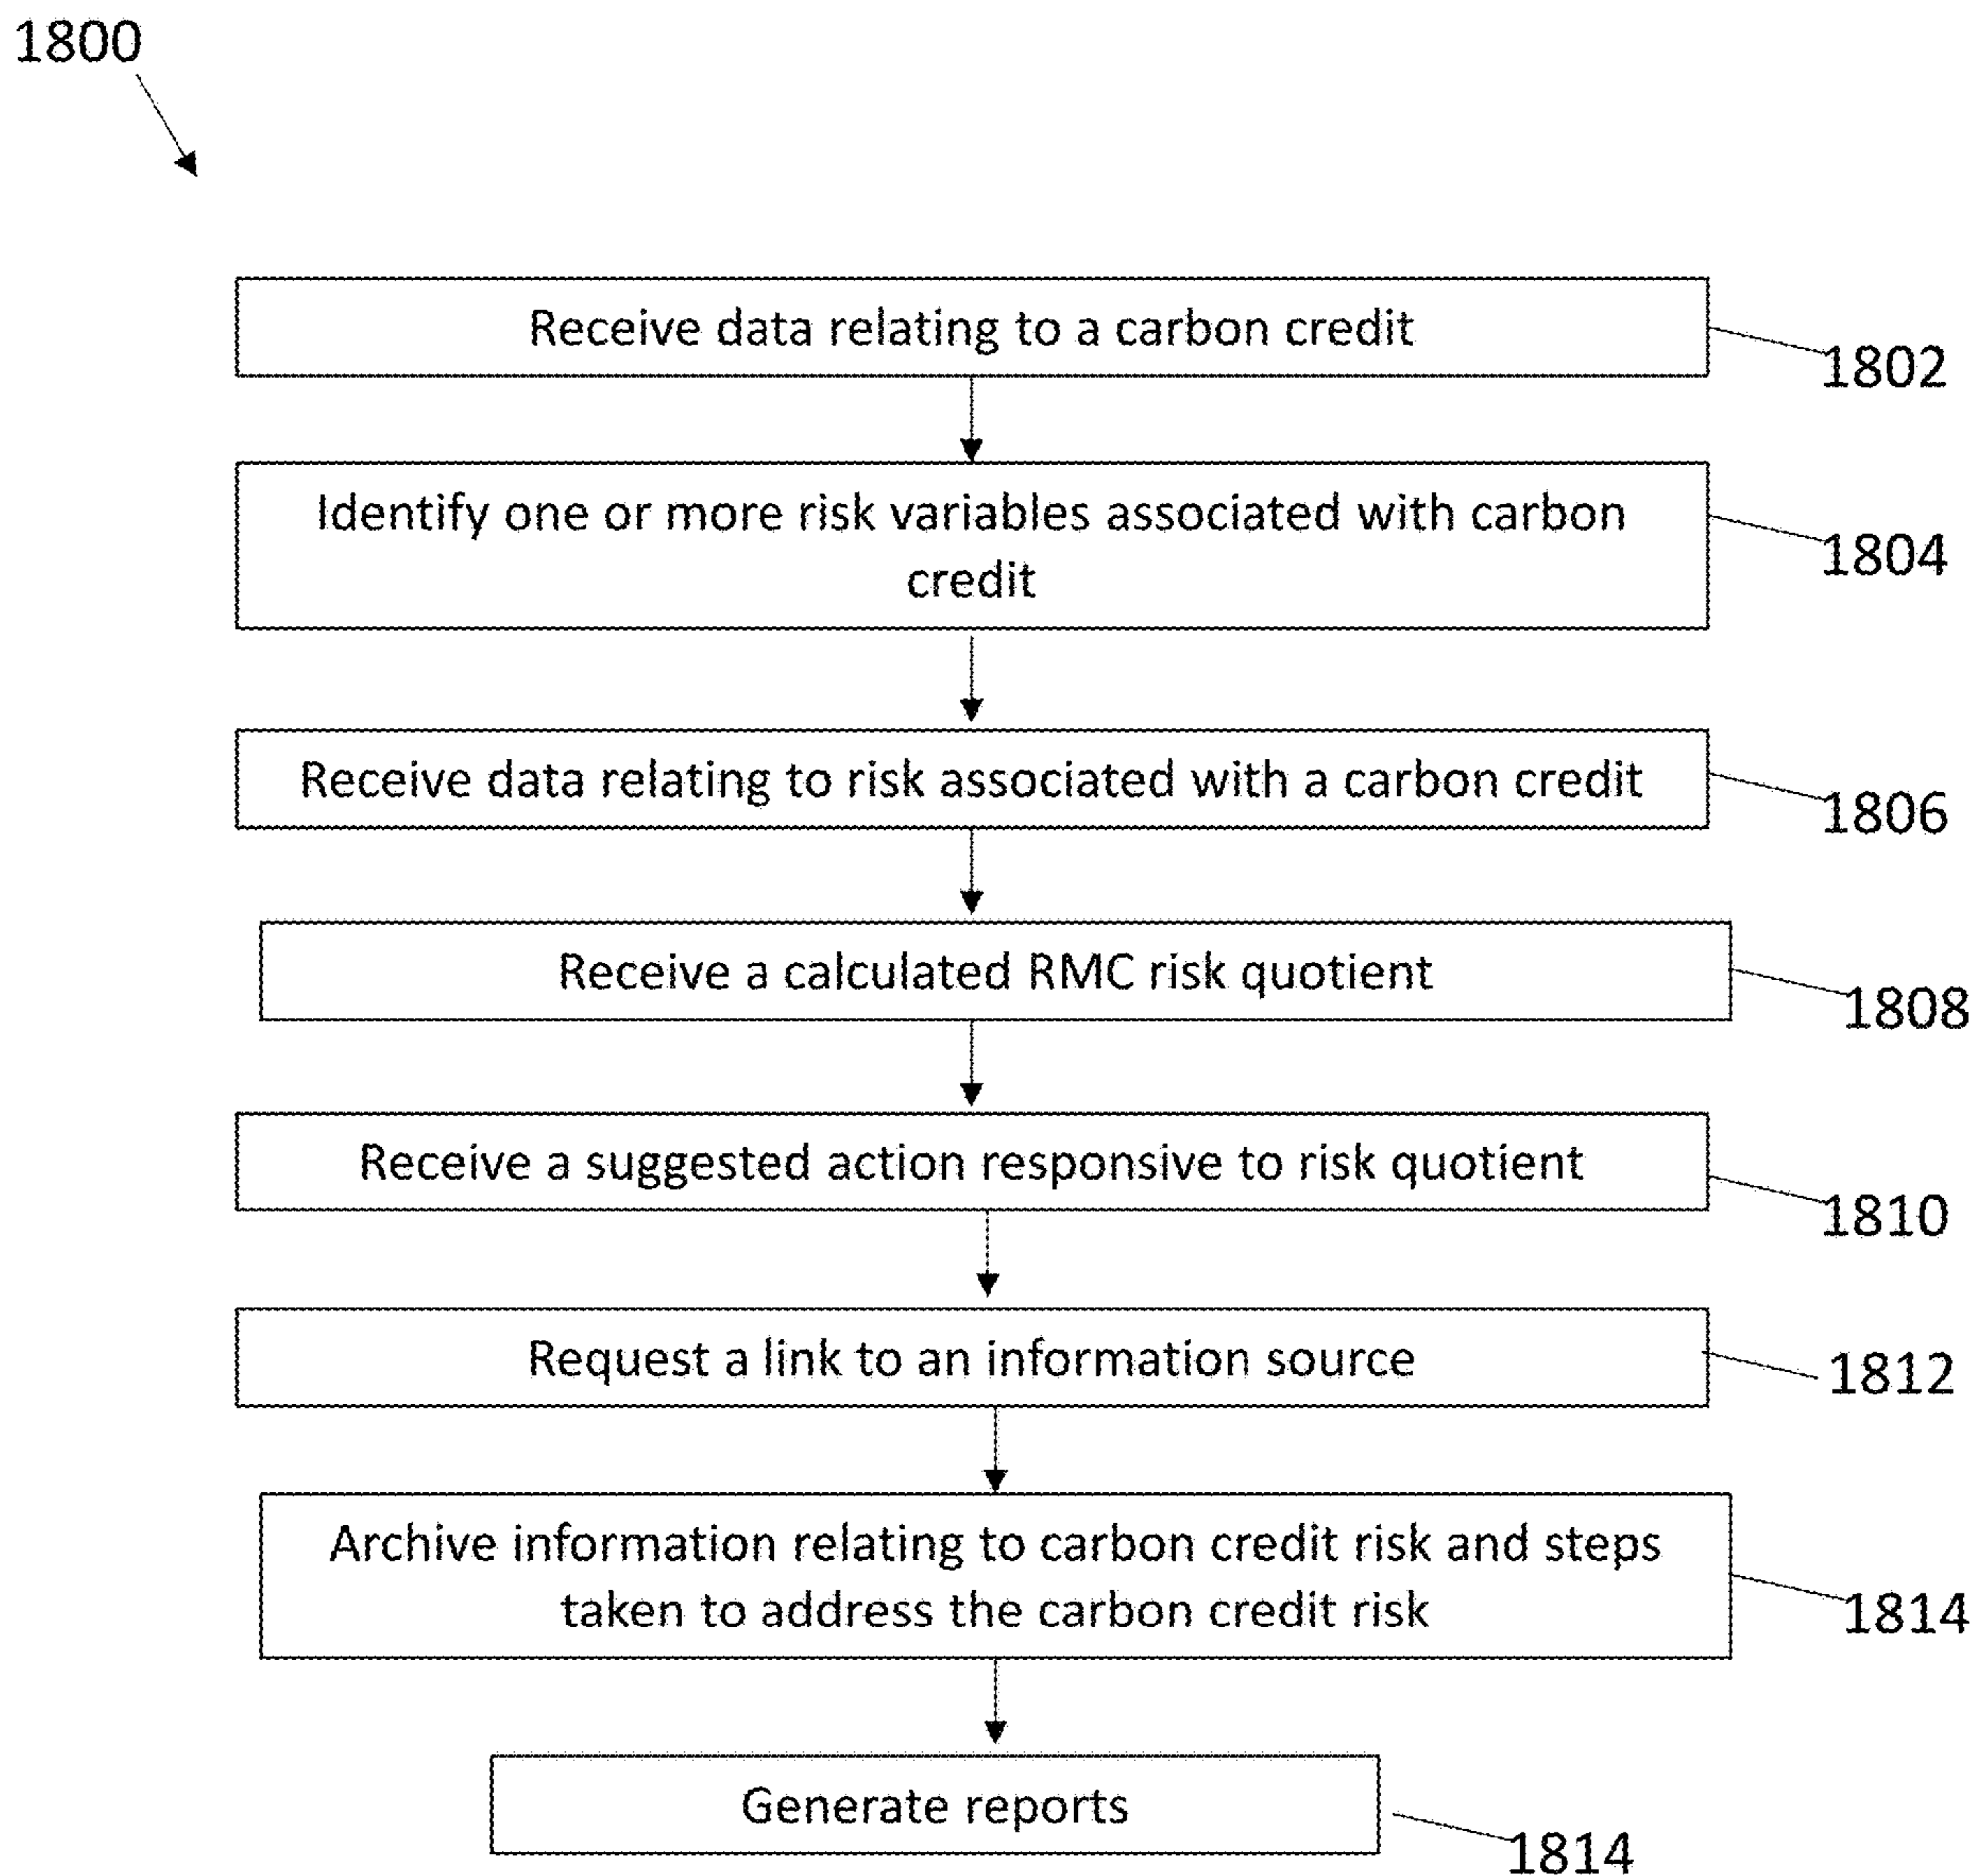 1800
Receive data relating to a carbon credit
1802
Identify one or more risk variables associated with carbon
credit
1804
Receive data relating to risk associated with a carbon credit
1806
Receive a calculated RMC risk quotient
1808
Receive a suggested action responsive to risk quotient
1810
Request a link to an information source
1812
Archive information relating to carbon credit risk and steps
taken to address the carbon credit risk
1814
Generate reports
1814